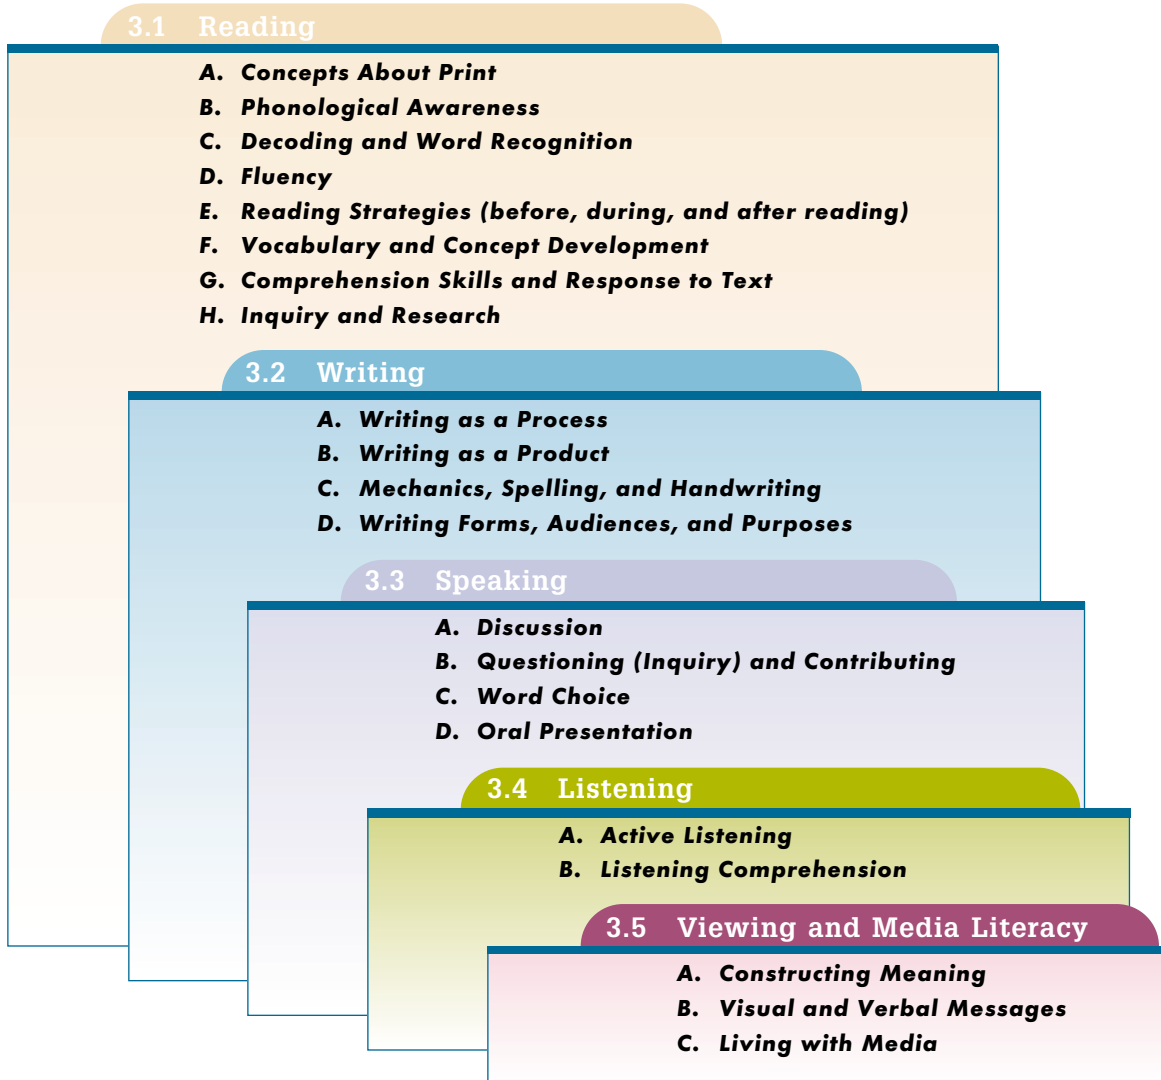 3.1 Reading
A. Concepts About Print
B. Phonological Awareness
C. Decoding and Word Recognition
D. Fluency
E. Reading Strategies (before, during, and after reading)
F. Vocabulary and Concept Development
G. Comprehension Skills and Response to Text
H. Inquiry and Research
3.2 Writing
A. Writing as a Process
B. Writing as a Product
C. Mechanics, Spelling, and Handwriting
D. Writing Forms, Audiences, and Purposes
3.3 Speaking
A. Discussion
B. Questioning (Inquiry) and Contributing
C. Word Choice
D. Oral Presentation
3.4 Listening
A. Active Listening
B. Listening Comprehension
3.5 Viewing and Media Literacy
A. Constructing Meaning
B. Visual and Verbal Messages
C. Living with Media